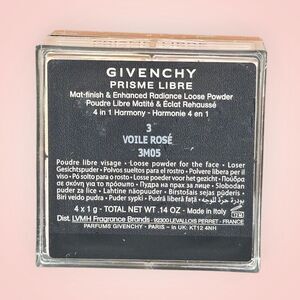 PRISME LIBRE
GIVENCHY
PRISME LIBRE
Mat-finish & Enhanced Radiance Loose Powder
Poudre Libre Matité & Éclat Rehaussé
4 in 1 Harmony - Harmonie 4 en 1
3
VOILE ROSÉ
3M05
Poudre libre visage - Loose powder for the face - Loser
Gesichtspuder - Polvos sueltos para el rostro - Polvere libera per il
viso - Pó solto para o rosto - Losse poeder voor het gezicht - Πούδρα
σε σκόνη για το πρόσωπο - Пудра на прах за лице - Slobodan
puder za lice - Lahtine näopuder - Birstošais sejas pūderis -
Biri veido pudra - Puder sypki - Pudră liberă față - بودرة حرة للوجه
4 x 1 g - TOTAL NET WT. .14 OZ - Made in Italy
Dist. LVMH Fragrance Brands - 92300 LEVALLOIS PERRET - FRANCE
PARFUMS GIVENCHY - PARIS - in UK: KT12 4NH